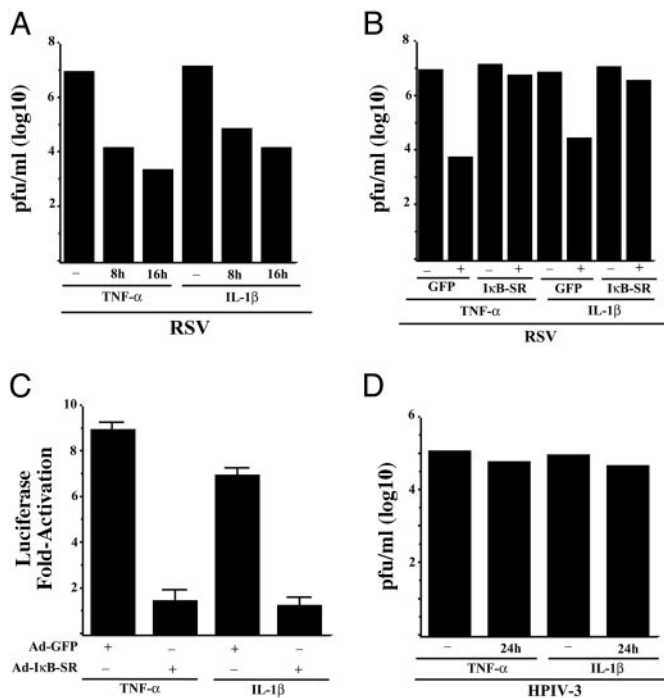 A
pfu/ml (log10)
8
6
4
2
– 8h 16h – 8h 16h
TNF-α IL-1β
RSV
B
pfu/ml (log10)
8
6
4
2
– + – + – + – +
GFP IκB-SR GFP IκB-SR
TNF-α IL-1β
RSV
C
Luciferase
Fold-Activation
10
8
6
4
2
Ad-GFP + – + –
Ad-IκB-SR – + – +
TNF-α IL-1β
D
pfu/ml (log10)
6
4
2
– 24h – 24h
TNF-α IL-1β
HPIV-3